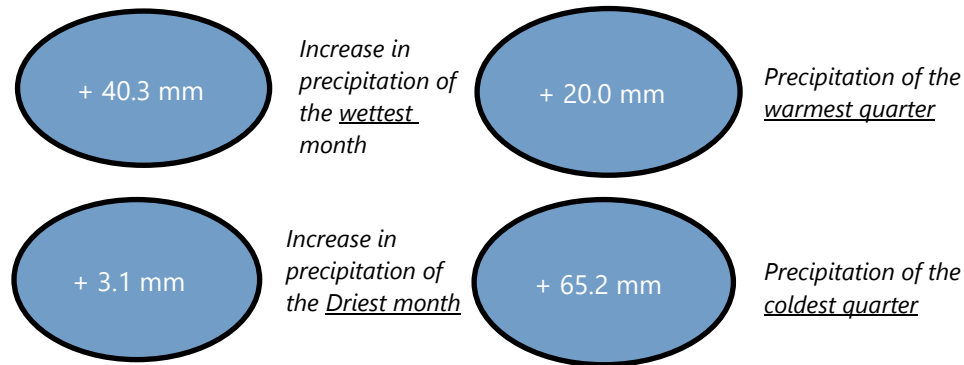 + 40.3 mm
Increase in
precipitation of
the wettest
month
+ 20.0 mm
Precipitation of the
warmest quarter
+ 3.1 mm
Increase in
precipitation of
the Driest month
+ 65.2 mm
Precipitation of the
coldest quarter